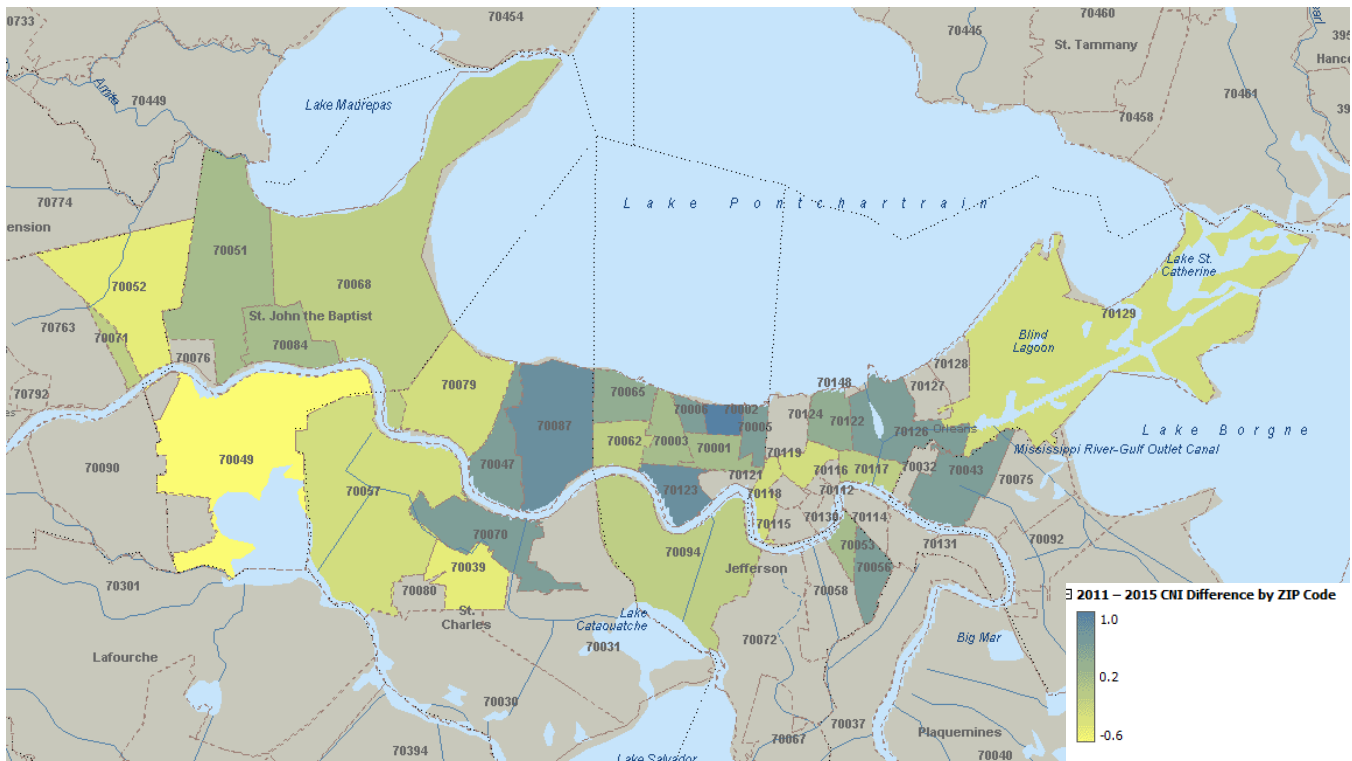 70733
70454
70445
70460
St. Tammany
Hanc
Amite
70449
Lake Maurepas
70461
70458
70774
ension
Lake Pontchartrain
70051
70052
70068
Lake St.
Catherine
70129
St. John the Baptist
70763
70071
70084
70076
Blind
Lagoon
70079
70128
70148
70127
70792
70065
70006
70002
70005
70124
70122
70126
Orleans
Lake Borgne
70087
70062
70003
70001
70119
Mississippi River-Gulf Outlet Canal
70090
70049
70047
70121
70116
70117
70032
70043
70075
70057
70123
70118
70112
70115
70130
70114
70070
70131
70092
70094
70053
70056
Jefferson
70039
70080
70058
70301
St.
Charles
Lake
Cataouatche
70031
70072
Big Mar
Lafourche
70030
70037
70067
Plaquemines
70040
70394
Lake Salvador
2011 – 2015 CNI Difference by ZIP Code
1.0
0.2
-0.6